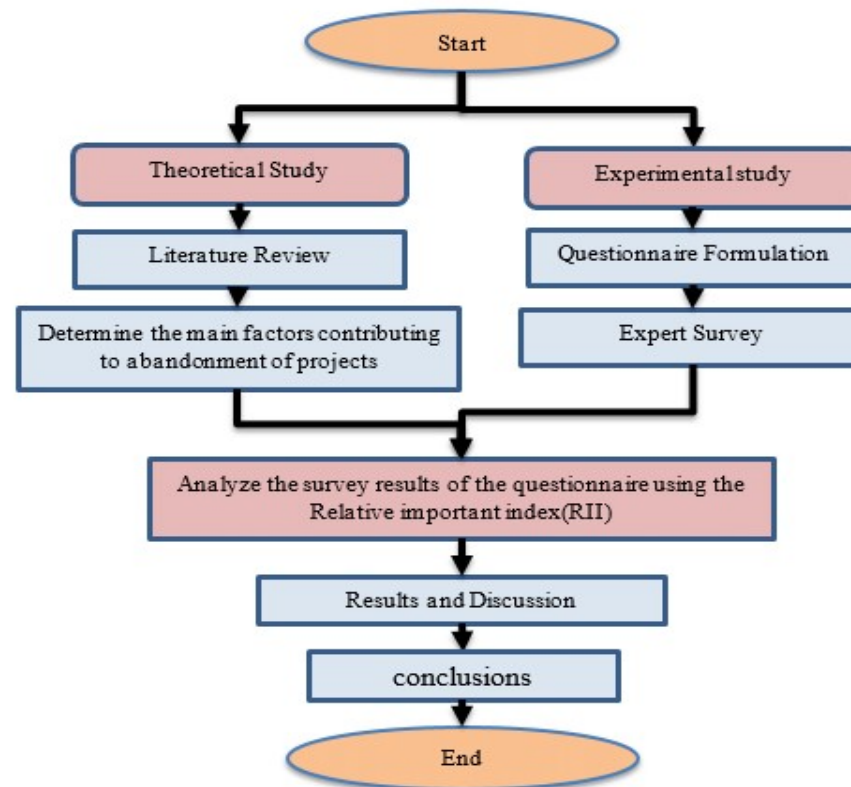 Start
Theoretical Study
Experimental study
Literature Review
Questionnaire Formulation
Determine the main factors contributing
to abandonment of projects
Expert Survey
Analyze the survey results of the questionnaire using the
Relative important index(RII)
Results and Discussion
conclusions
End